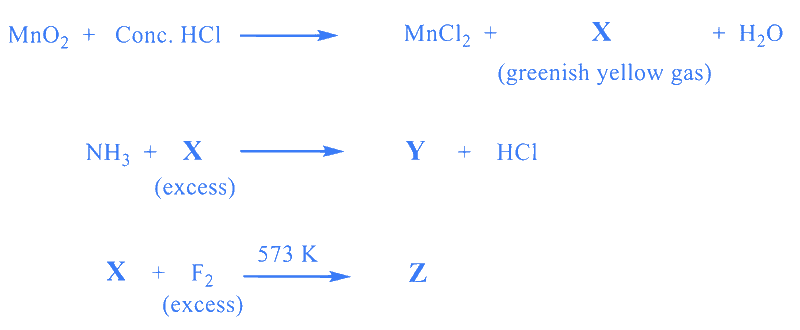 MnO₂ + Conc. HCl ⟶ MnCl₂ + X + H₂O
(greenish yellow gas)
NH₃ + X ⟶ Y + HCl
(excess)
573 K
X + F₂ ⟶ Z
(excess)